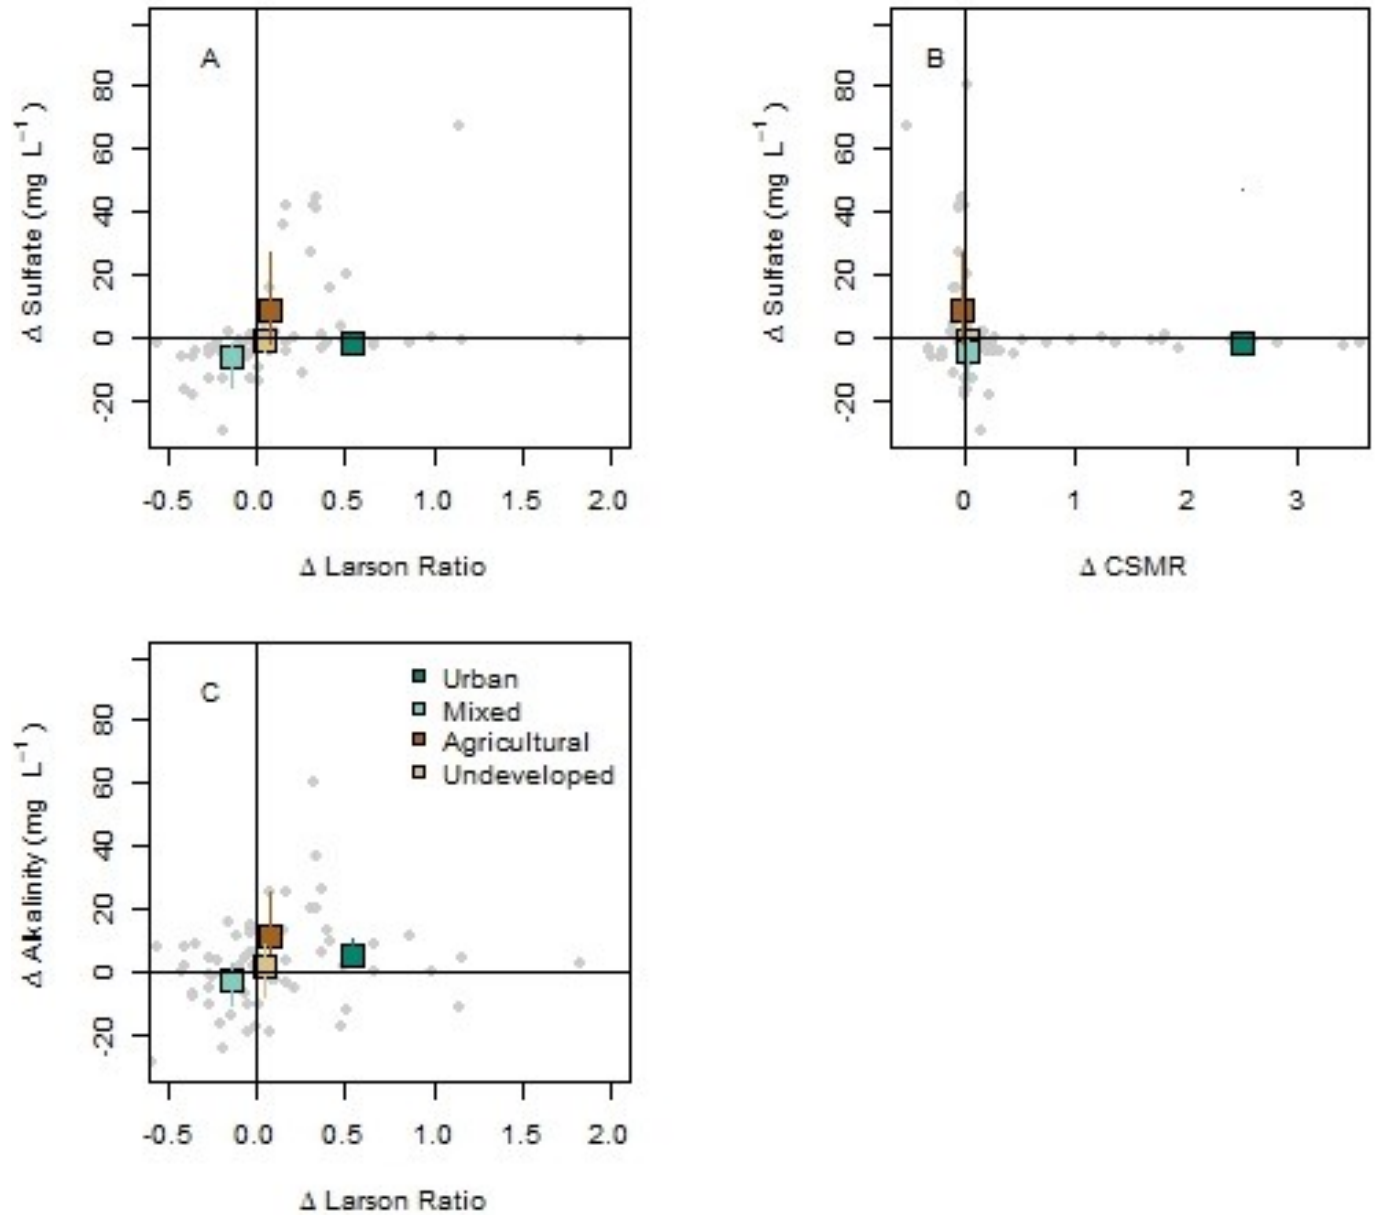 A
Δ Sulfate (mg L⁻¹)
80
60
40
20
0
-20
-0.5 0.0 0.5 1.0 1.5 2.0
Δ Larson Ratio
B
Δ Sulfate (mg L⁻¹)
80
60
40
20
0
-20
0 1 2 3
Δ CSMR
C
Urban
Mixed
Agricultural
Undeveloped
Δ Alkalinity (mg L⁻¹)
80
60
40
20
0
-20
-0.5 0.0 0.5 1.0 1.5 2.0
Δ Larson Ratio